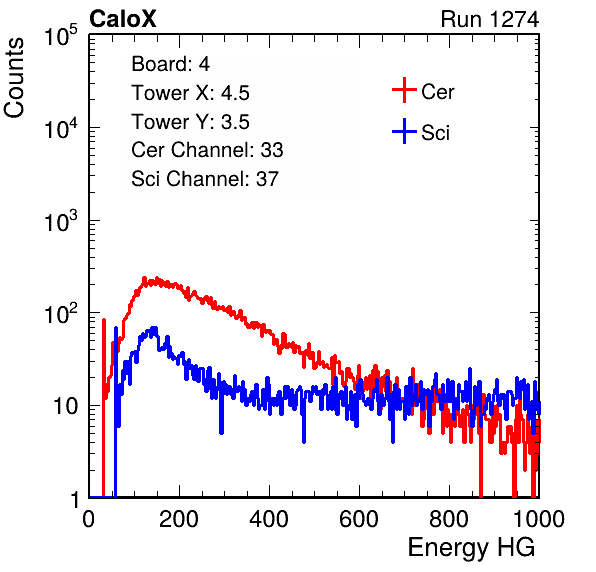 CaloX Run 1274
Counts
Board: 4
Tower X: 4.5
Tower Y: 3.5
Cer Channel: 33
Sci Channel: 37
Cer
Sci
10^5
10^4
10^3
10^2
10
1
0 200 400 600 800 1000
Energy HG